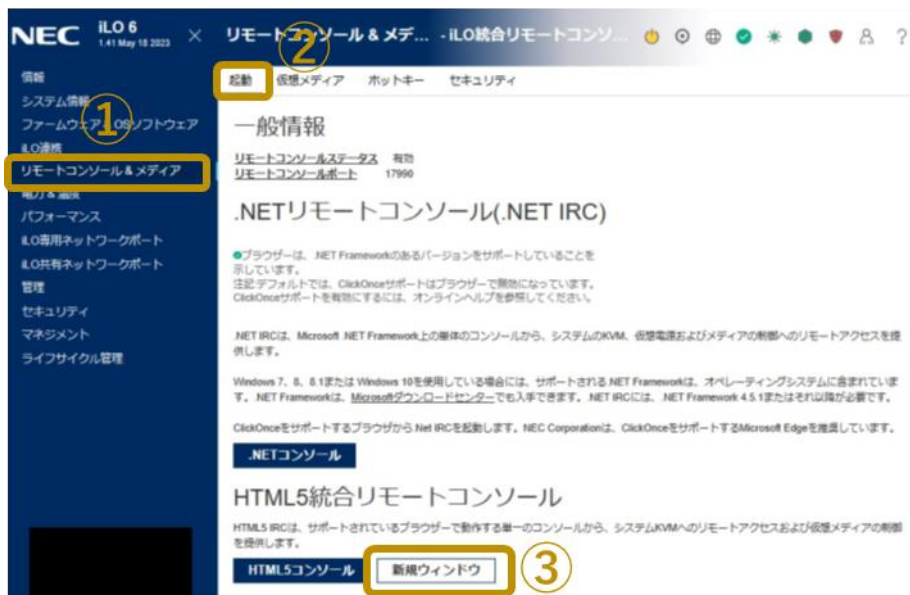 NEC iLO 6
1.41 May 18 2023
リモートコンソール & メデ... - iLO統合リモートコンソ...
②
?
起動 仮想メディア ホットキー セキュリティ
情報
システム情報
①
ファームウェア OSソフトウェア
iLO連携
リモートコンソール & メディア
電力 & 温度
パフォーマンス
iLO専用ネットワークポート
iLO共有ネットワークポート
管理
セキュリティ
マネジメント
ライフサイクル管理
一般情報
リモートコンソールステータス 有効
リモートコンソールポート 17990
.NETリモートコンソール(.NET IRC)
ブラウザーは、.NET Frameworkのあるバージョンをサポートしていることを
示しています。
注記:デフォルトでは、ClickOnceサポートはブラウザーで無効になっています。
ClickOnceサポートを有効にするには、オンラインヘルプを参照してください。
.NET IRCは、Microsoft .NET Framework上の単体のコンソールから、システムのKVM、仮想電源およびメディアの制御へのリモートアクセスを提
供します。
Windows 7、8、8.1または Windows 10を使用している場合には、サポートされる.NET Frameworkは、オペレーティングシステムに含まれていま
す。.NET Frameworkは、Microsoftダウンロードセンターでも入手できます。.NET IRCには、.NET Framework 4.5.1またはそれ以降が必要です。
ClickOnceをサポートするブラウザから.Net IRCを起動します。NEC Corporationは、ClickOnceをサポートするMicrosoft Edgeを推奨しています。
.NETコンソール
HTML5統合リモートコンソール
HTML5 IRCは、サポートされているブラウザーで動作する単一のコンソールから、システムKVMへのリモートアクセスおよび仮想メディアの制御
を提供します。
HTML5コンソール 新規ウィンドウ ③